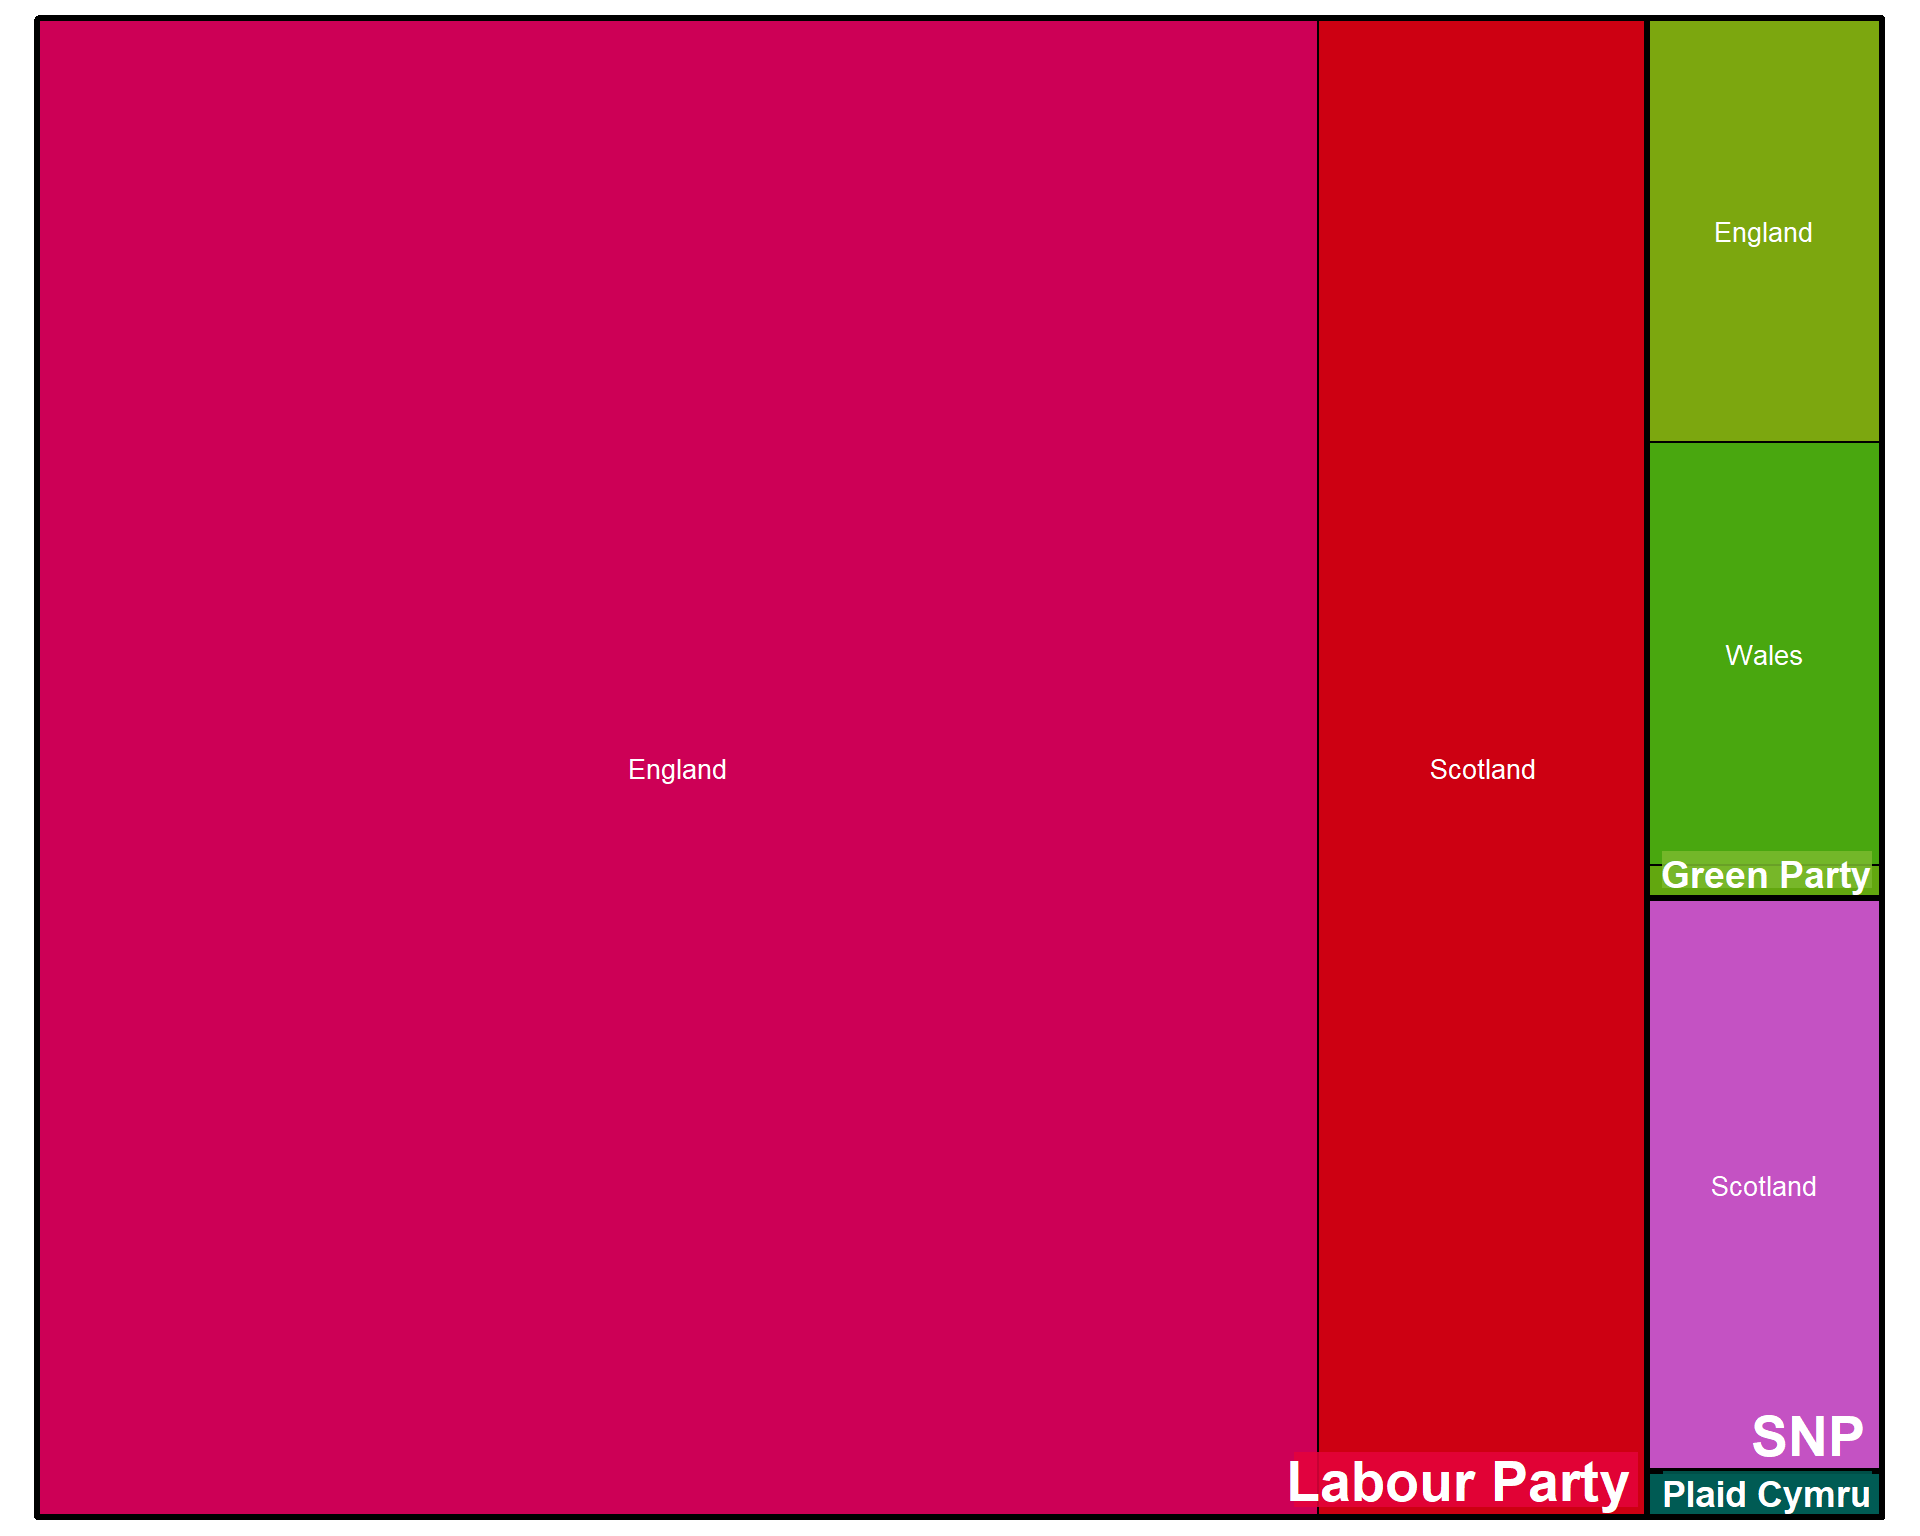 England
Wales
England
Scotland
Green Party
Scotland
SNP
Labour Party
Plaid Cymru